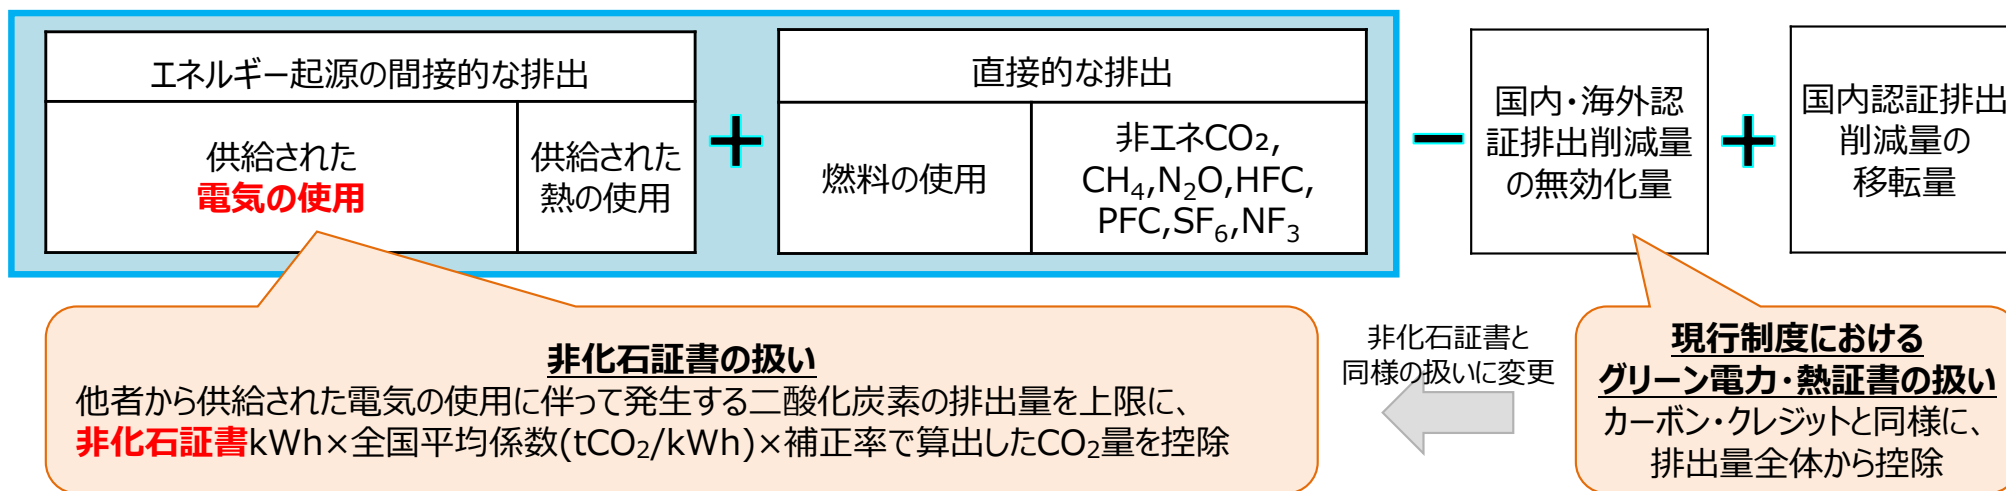 エネルギー起源の間接的な排出
供給された
電気の使用
供給された
熱の使用
+
直接的な排出
燃料の使用
非エネCO₂,
CH₄,N₂O,HFC,
PFC,SF₆,NF₃
−
国内・海外認
証排出削減量
の無効化量
+
国内認証排出
削減量の
移転量
非化石証書の扱い
他者から供給された電気の使用に伴って発生する二酸化炭素の排出量を上限に、
非化石証書kWh×全国平均係数(tCO₂/kWh)×補正率で算出したCO₂量を控除
非化石証書と
同様の扱いに変更
現行制度における
グリーン電力・熱証書の扱い
カーボン・クレジットと同様に、
排出量全体から控除